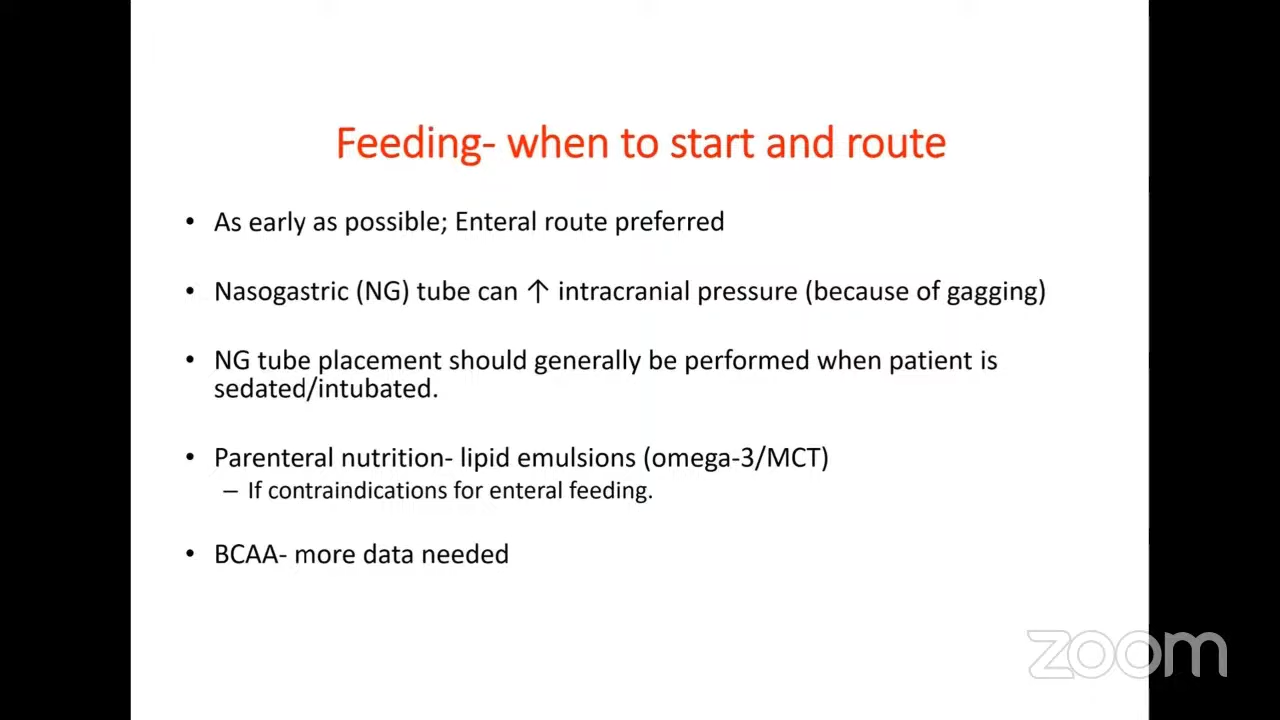 Feeding- when to start and route
• As early as possible; Enteral route preferred
• Nasogastric (NG) tube can ↑ intracranial pressure (because of gagging)
• NG tube placement should generally be performed when patient is
sedated/intubated.
• Parenteral nutrition- lipid emulsions (omega-3/MCT)
– If contraindications for enteral feeding.
• BCAA- more data needed
zoom